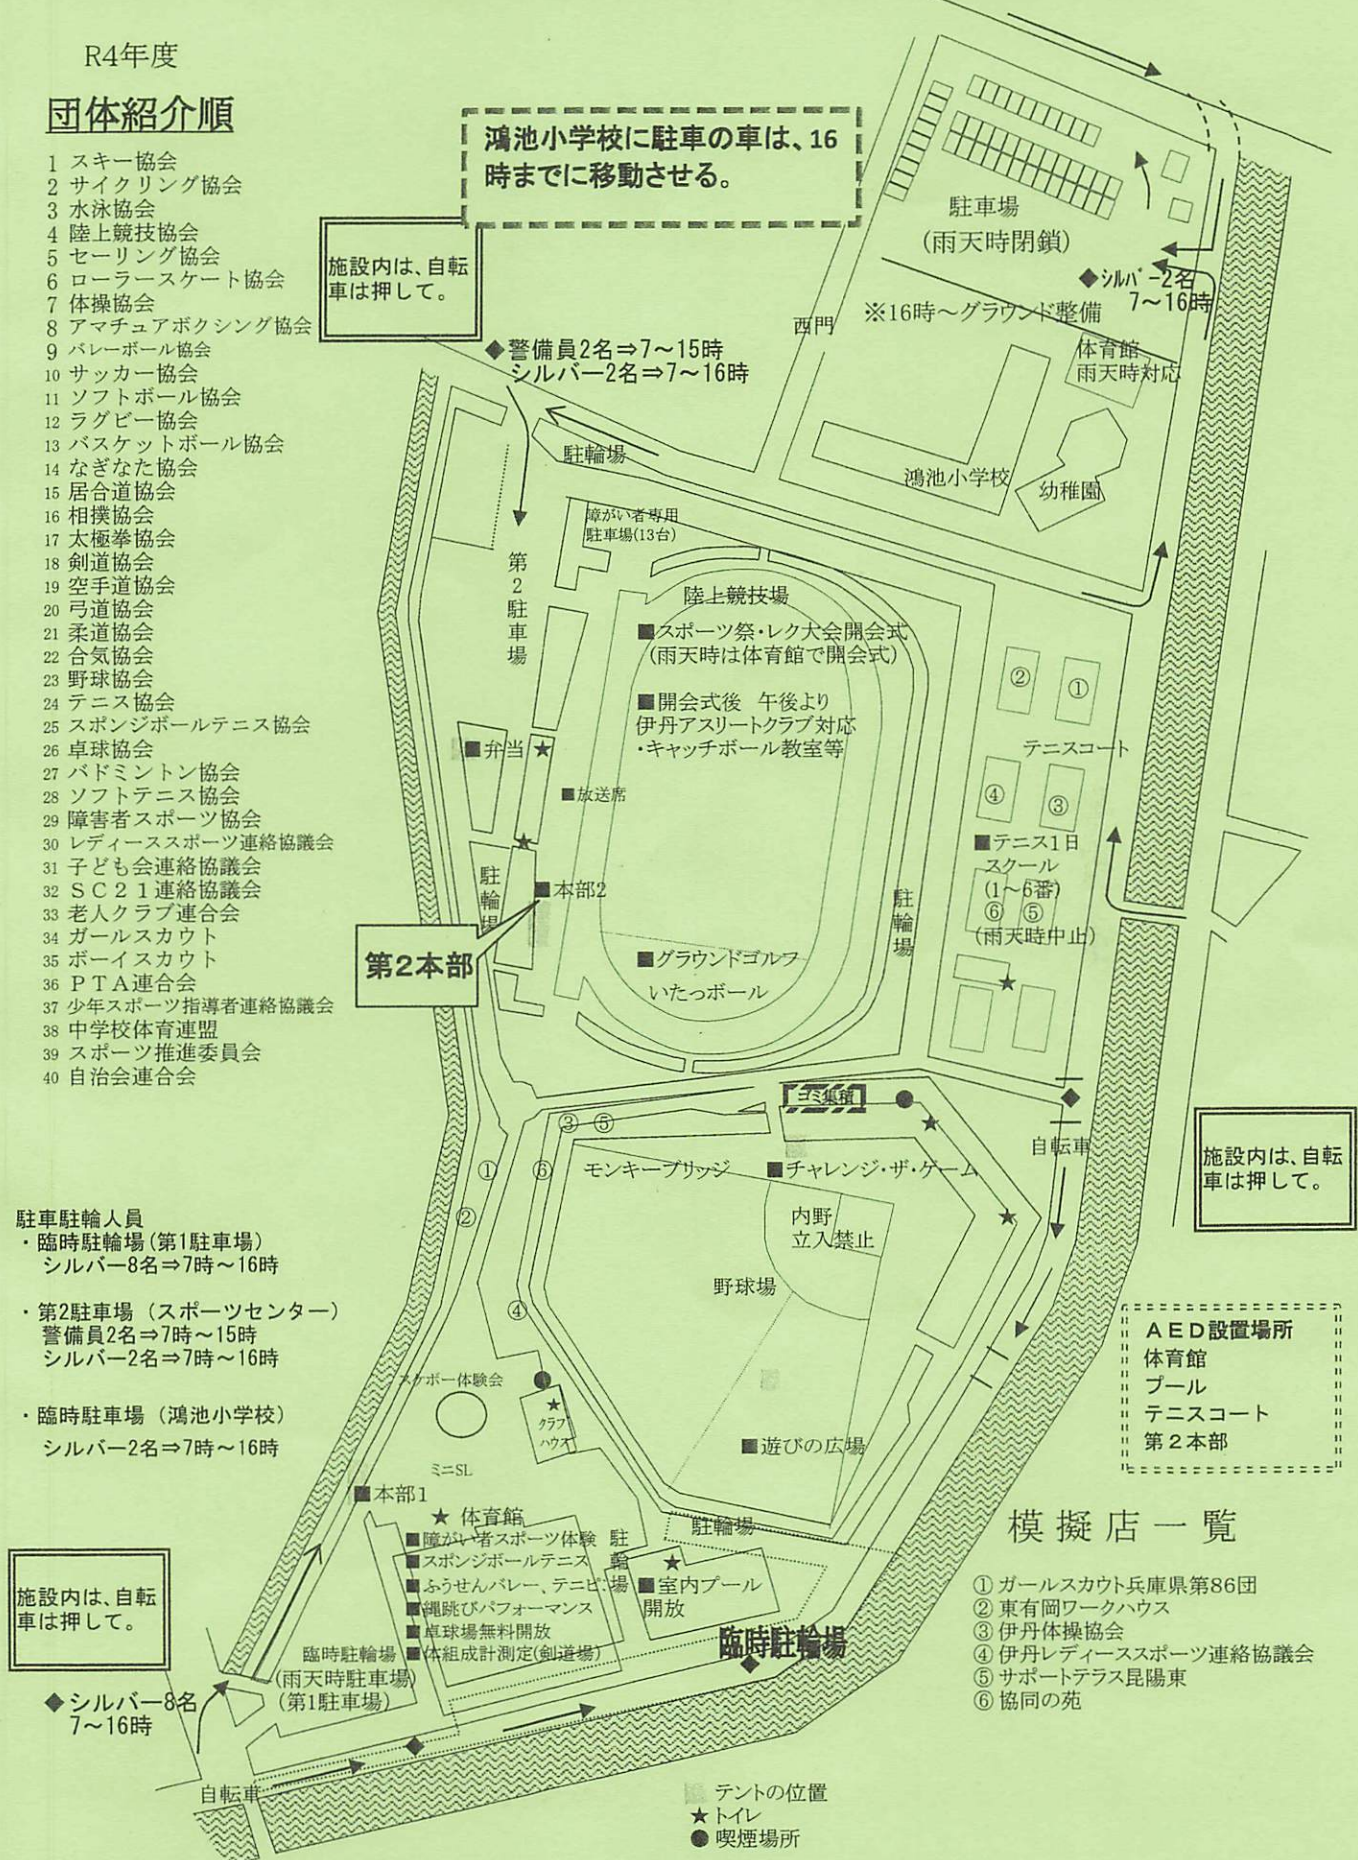 R4年度
団体紹介順
1 スキー協会
2 サイクリング協会
3 水泳協会
4 陸上競技協会
5 セーリング協会
6 ローラースケート協会
7 体操協会
8 アマチュアボクシング協会
9 バレーボール協会
10 サッカー協会
11 ソフトボール協会
12 ラグビー協会
13 バスケットボール協会
14 なぎなた協会
15 居合道協会
16 相撲協会
17 太極拳協会
18 剣道協会
19 空手道協会
20 弓道協会
21 柔道協会
22 合気協会
23 野球協会
24 テニス協会
25 スポンジボールテニス協会
26 卓球協会
27 バドミントン協会
28 ソフトテニス協会
29 障害者スポーツ協会
30 レディーススポーツ連絡協議会
31 子ども会連絡協議会
32 SC21連絡協議会
33 老人クラブ連合会
34 ガールスカウト
35 ボーイスカウト
36 PTA連合会
37 少年スポーツ指導者連絡協議会
38 中学校体育連盟
39 スポーツ推進委員会
40 自治会連合会
鴻池小学校に駐車の車は、16
時までに移動させる。
施設内は、自転
車は押して。
◆警備員2名⇒7～15時
シルバー2名⇒7～16時
駐車場
(雨天時閉鎖)
◆シルバー2名
7～16時
※16時～グラウンド整備
西門
体育館
雨天時対応
鴻池小学校
幼稚園
駐輪場
障がい者専用
駐車場(13台)
第2駐車場
陸上競技場
■スポーツ祭・レク大会開会式
(雨天時は体育館で開会式)
■開会式後 午後より
伊丹アスリートクラブ対応
・キャッチボール教室等
■弁当★
■放送席
★
駐輪場
■本部2
第2本部
■グラウンドゴルフ
いたっボール
駐輪場
② ①
テニスコート
④ ③
■テニス1日
スクール
(1～6番)
⑥ ⑤
(雨天時中止)
★
ゴミ集積
● ★
◆
自転車
③ ⑤
① ⑥
②
④
モンキーブリッジ
■チャレンジ・ザ・ゲーム
★
内野
立入禁止
野球場
■遊びの広場
施設内は、自転
車は押して。
駐車駐輪人員
・臨時駐輪場(第1駐車場)
シルバー8名⇒7時～16時
・第2駐車場 (スポーツセンター)
警備員2名⇒7時～15時
シルバー2名⇒7時～16時
・臨時駐車場 (鴻池小学校)
シルバー2名⇒7時～16時
AED設置場所
体育館
プール
テニスコート
第2本部
スケボー体験会
●
★
クラブ
ハウス
ミニSL
■本部1
★ 体育館
■障がい者スポーツ体験
■スポンジボールテニス
■ふうせんバレー、テニピン
■縄跳びパフォーマンス
■卓球場無料開放
■体組成計測定(剣道場)
駐輪場
駐輪場
★
■室内プール
開放
臨時駐輪場
◆
臨時駐輪場
(雨天時駐車場)
(第1駐車場)
施設内は、自転
車は押して。
◆シルバー8名
7～16時
◆
自転車
模擬店一覧
①ガールスカウト兵庫県第86団
②東有岡ワークハウス
③伊丹体操協会
④伊丹レディーススポーツ連絡協議会
⑤サポートテラス昆陽東
⑥協同の苑
テントの位置
★トイレ
●喫煙場所